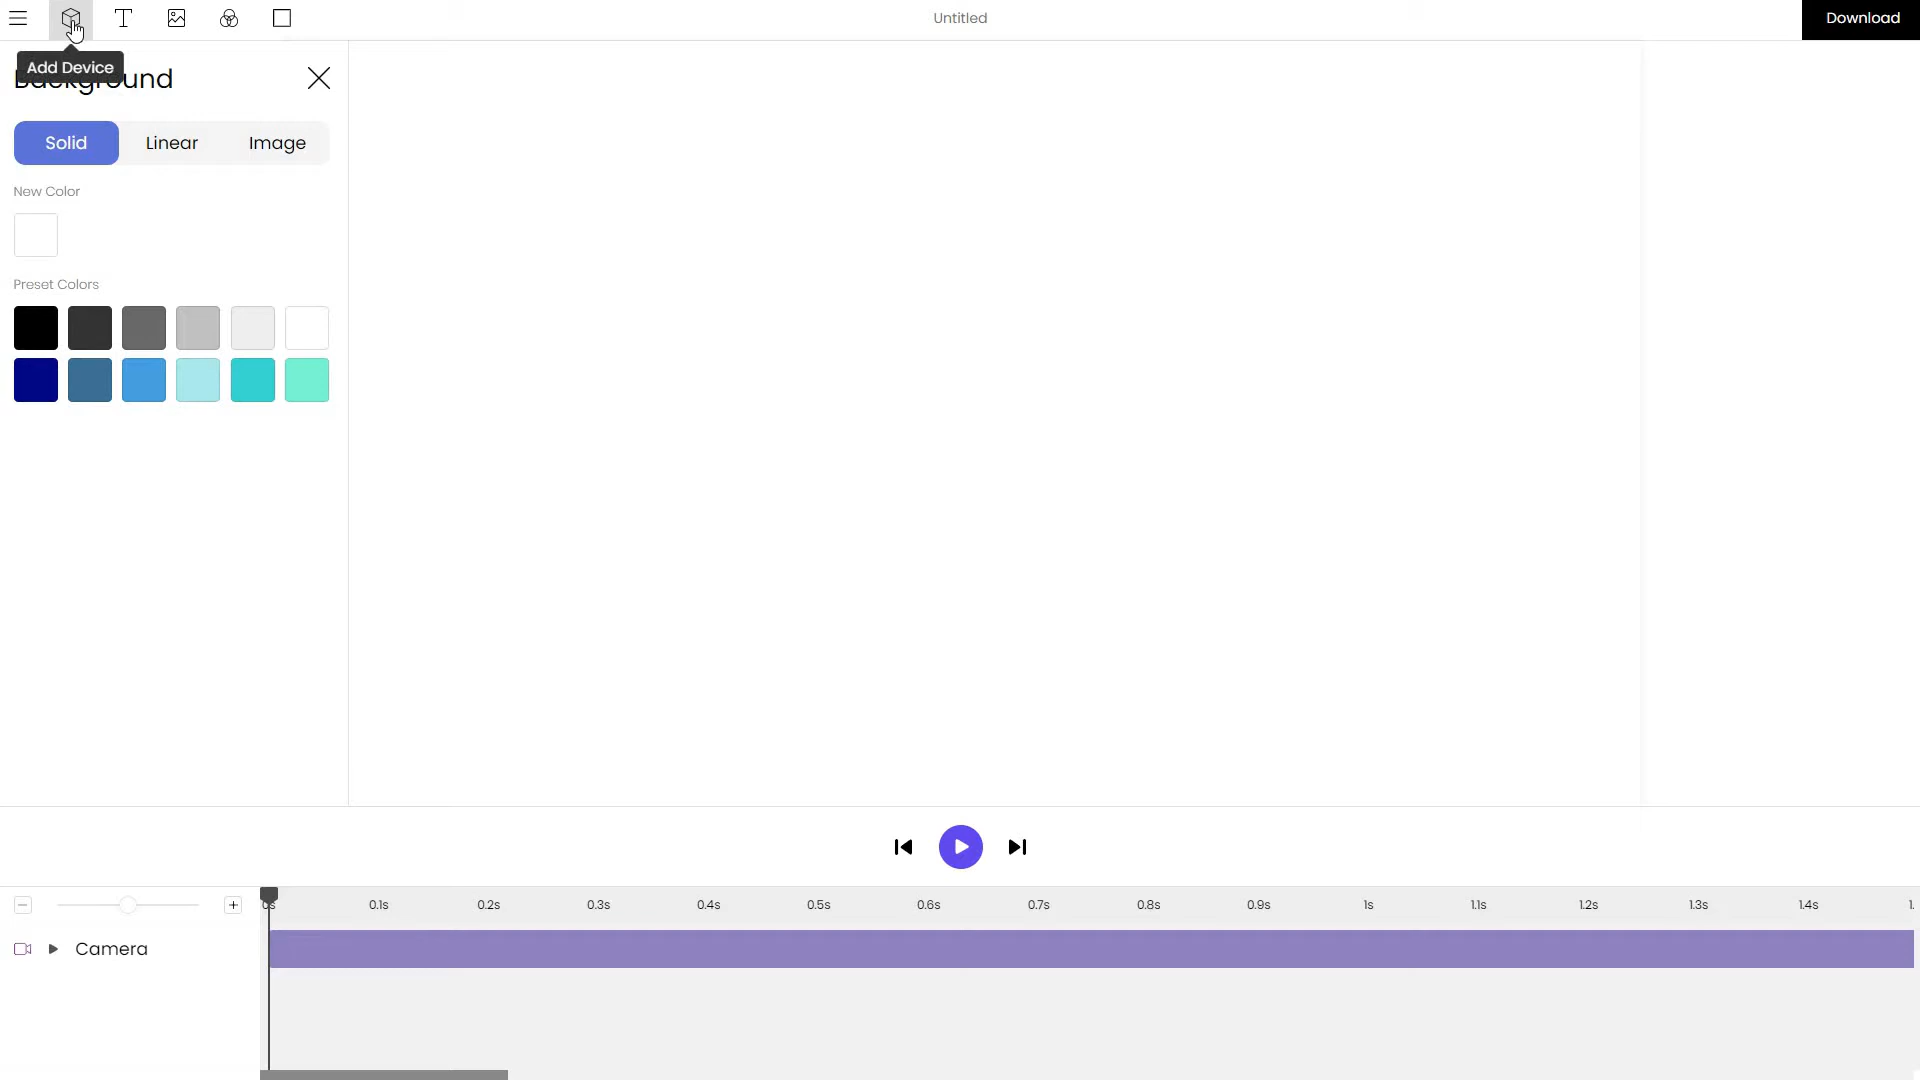 Untitled
Download
Add Device
Background
Solid
Linear
Image
New Color
Preset Colors
0s
0.1s
0.2s
0.3s
0.4s
0.5s
0.6s
0.7s
0.8s
0.9s
1s
1.1s
1.2s
1.3s
1.4s
1.
Camera